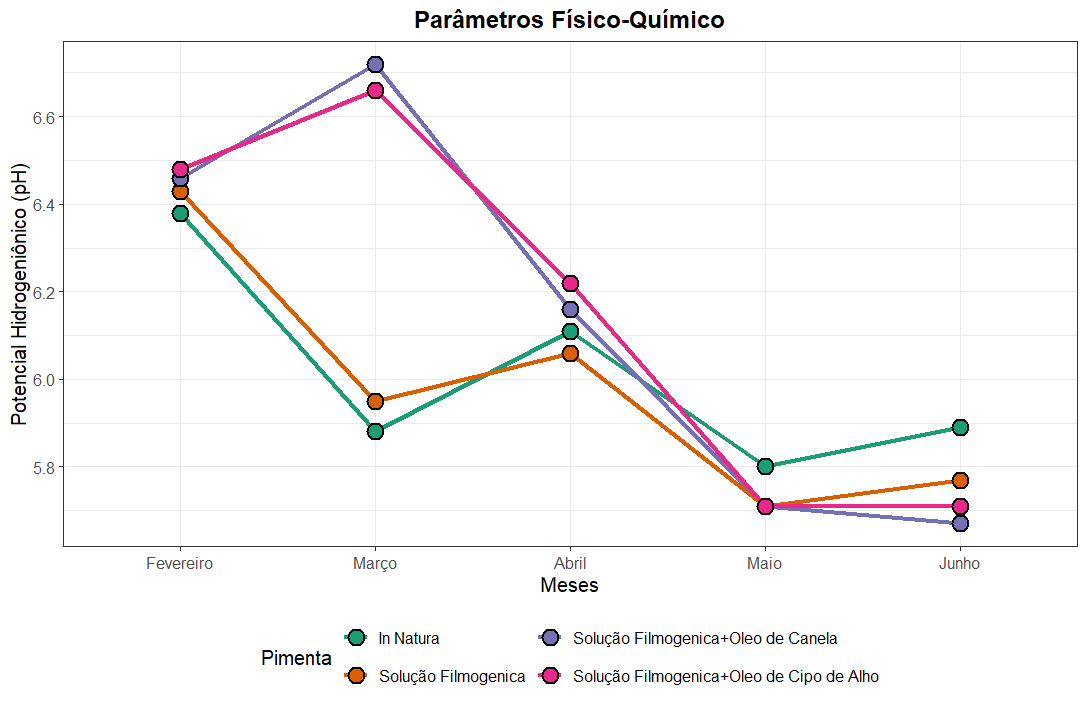 Parâmetros Físico-Químico
Potencial Hidrogeniônico (pH)
6.6
6.4
6.2
6.0
5.8
Fevereiro Março Abril Maio Junho
Meses
Pimenta
In Natura
Solução Filmogenica
Solução Filmogenica+Oleo de Canela
Solução Filmogenica+Oleo de Cipo de Alho